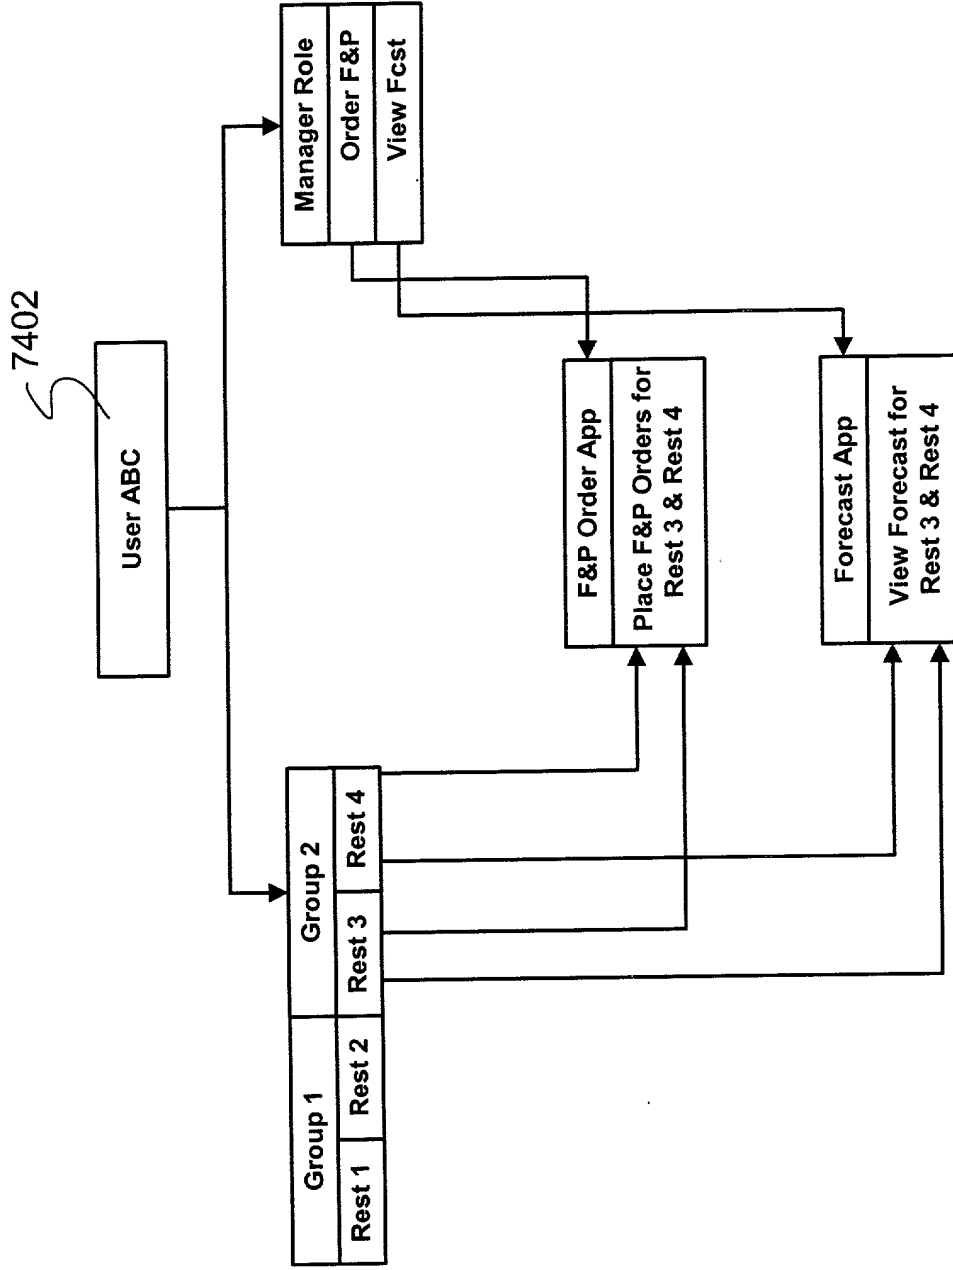 7402
User ABC
Group 1
Group 2
Rest 1
Rest 2
Rest 3
Rest 4
Manager Role
Order F&P
View Fcst
F&P Order App
Place F&P Orders for
Rest 3 & Rest 4
Forecast App
View Forecast for
Rest 3 & Rest 4